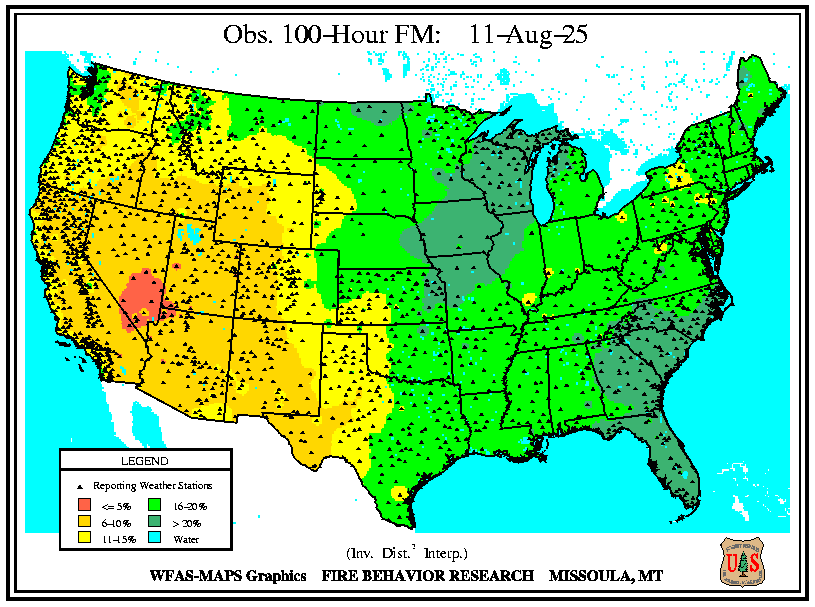 Obs. 100-Hour FM: 11-Aug-25
LEGEND
Reporting Weather Stations
<= 5% 16-20%
6-10% > 20%
11-15% Water
(Inv. Dist.² Interp.)
WFAS-MAPS Graphics FIRE BEHAVIOR RESEARCH MISSOULA, MT
U S